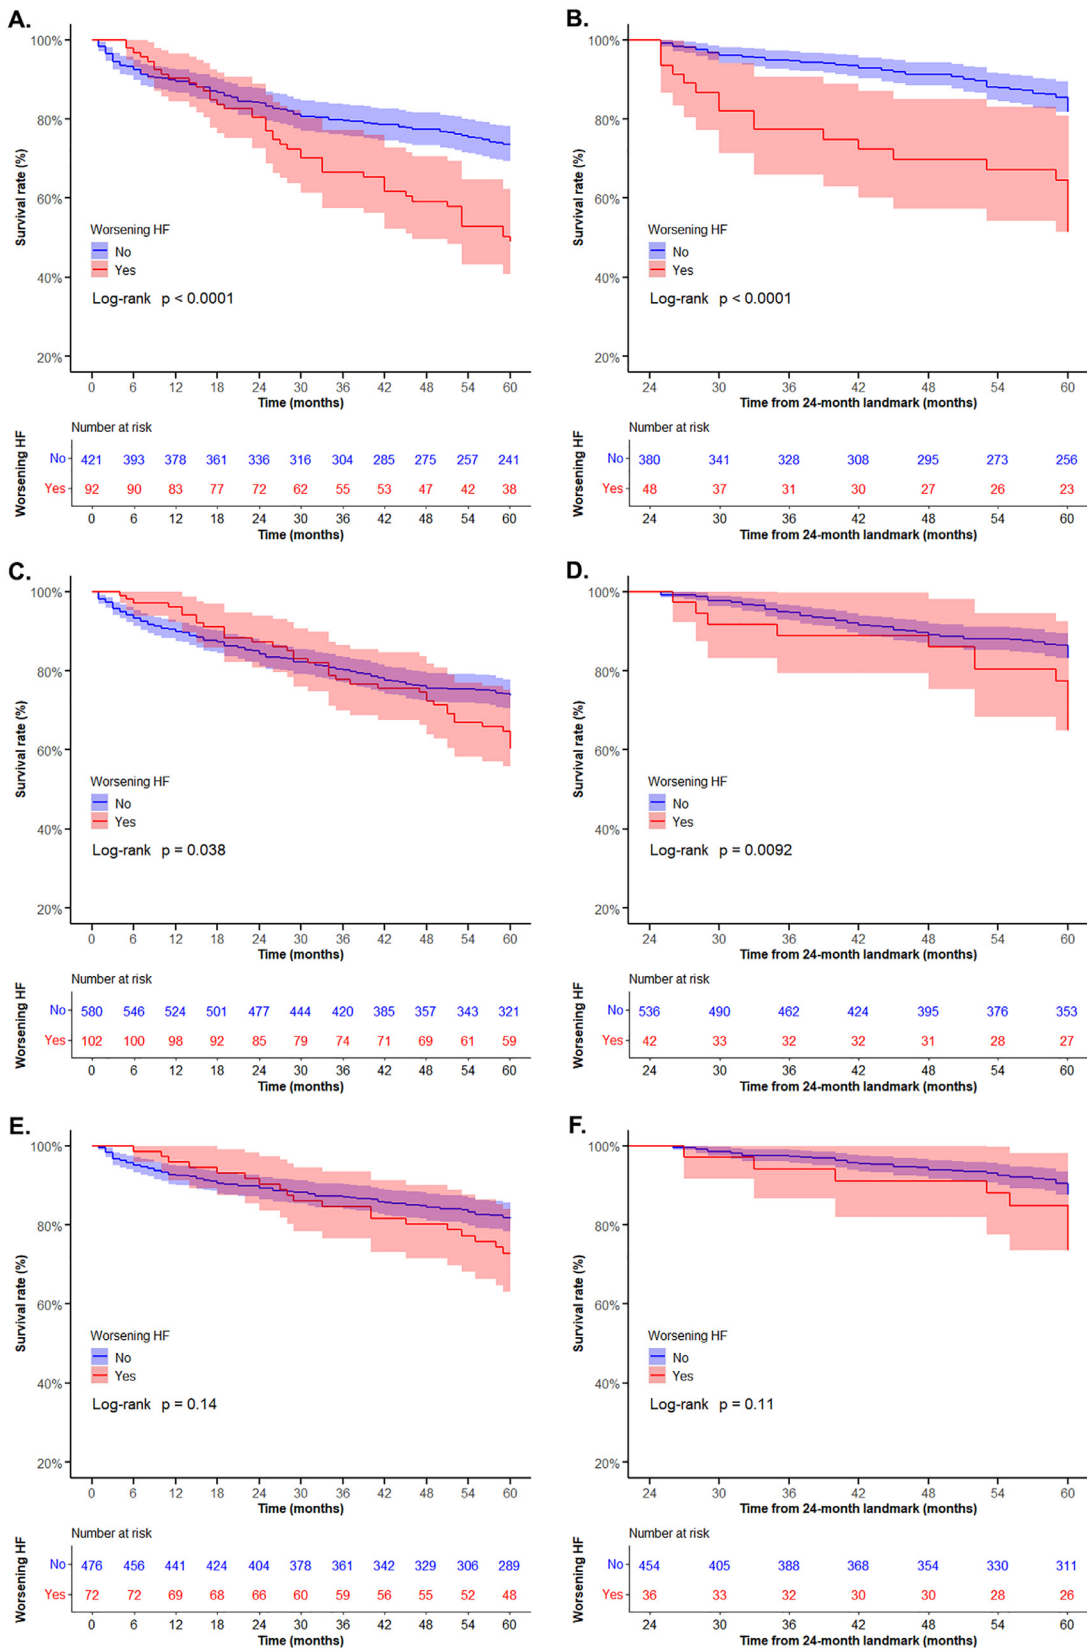 A.
100%
80%
60%
40%
20%
Survival rate (%)
Worsening HF
No
Yes
Log-rank p < 0.0001
0 6 12 18 24 30 36 42 48 54 60
Time (months)
Number at risk
Worsening HF
No 421 393 378 361 336 316 304 285 275 257 241
Yes 92 90 83 77 72 62 55 53 47 42 38
0 6 12 18 24 30 36 42 48 54 60
Time (months)
B.
100%
80%
60%
40%
20%
Survival rate (%)
Worsening HF
No
Yes
Log-rank p < 0.0001
24 30 36 42 48 54 60
Time from 24-month landmark (months)
Number at risk
Worsening HF
No 380 341 328 308 295 273 256
Yes 48 37 31 30 27 26 23
24 30 36 42 48 54 60
Time from 24-month landmark (months)
C.
100%
80%
60%
40%
20%
Survival rate (%)
Worsening HF
No
Yes
Log-rank p = 0.038
0 6 12 18 24 30 36 42 48 54 60
Time (months)
Number at risk
Worsening HF
No 580 546 524 501 477 444 420 385 357 343 321
Yes 102 100 98 92 85 79 74 71 69 61 59
0 6 12 18 24 30 36 42 48 54 60
Time (months)
D.
100%
80%
60%
40%
20%
Survival rate (%)
Worsening HF
No
Yes
Log-rank p = 0.0092
24 30 36 42 48 54 60
Time from 24-month landmark (months)
Number at risk
Worsening HF
No 536 490 462 424 395 376 353
Yes 42 33 32 32 31 28 27
24 30 36 42 48 54 60
Time from 24-month landmark (months)
E.
100%
80%
60%
40%
20%
Survival rate (%)
Worsening HF
No
Yes
Log-rank p = 0.14
0 6 12 18 24 30 36 42 48 54 60
Time (months)
Number at risk
Worsening HF
No 476 456 441 424 404 378 361 342 329 306 289
Yes 72 72 69 68 66 60 59 56 55 52 48
0 6 12 18 24 30 36 42 48 54 60
Time (months)
F.
100%
80%
60%
40%
20%
Survival rate (%)
Worsening HF
No
Yes
Log-rank p = 0.11
24 30 36 42 48 54 60
Time from 24-month landmark (months)
Number at risk
Worsening HF
No 454 405 388 368 354 330 311
Yes 36 33 32 30 30 28 26
24 30 36 42 48 54 60
Time from 24-month landmark (months)